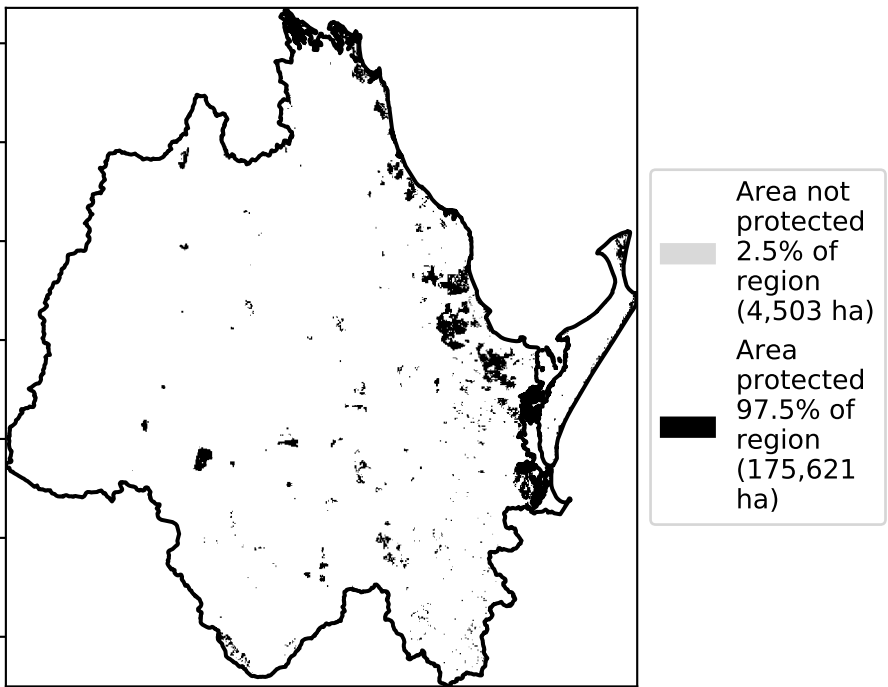 Area not
protected
2.5% of
region
(4,503 ha)
Area
protected
97.5% of
region
(175,621
ha)